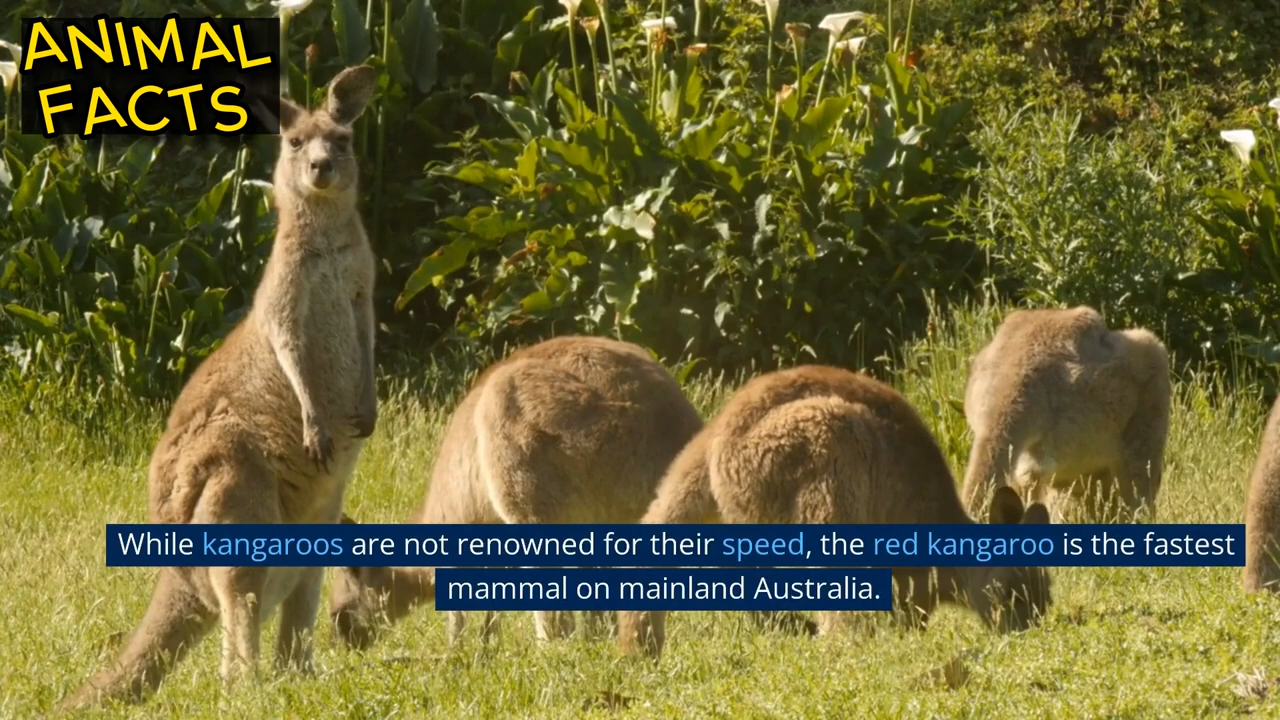 ANIMAL
FACTS
While kangaroos are not renowned for their speed, the red kangaroo is the fastest
mammal on mainland Australia.